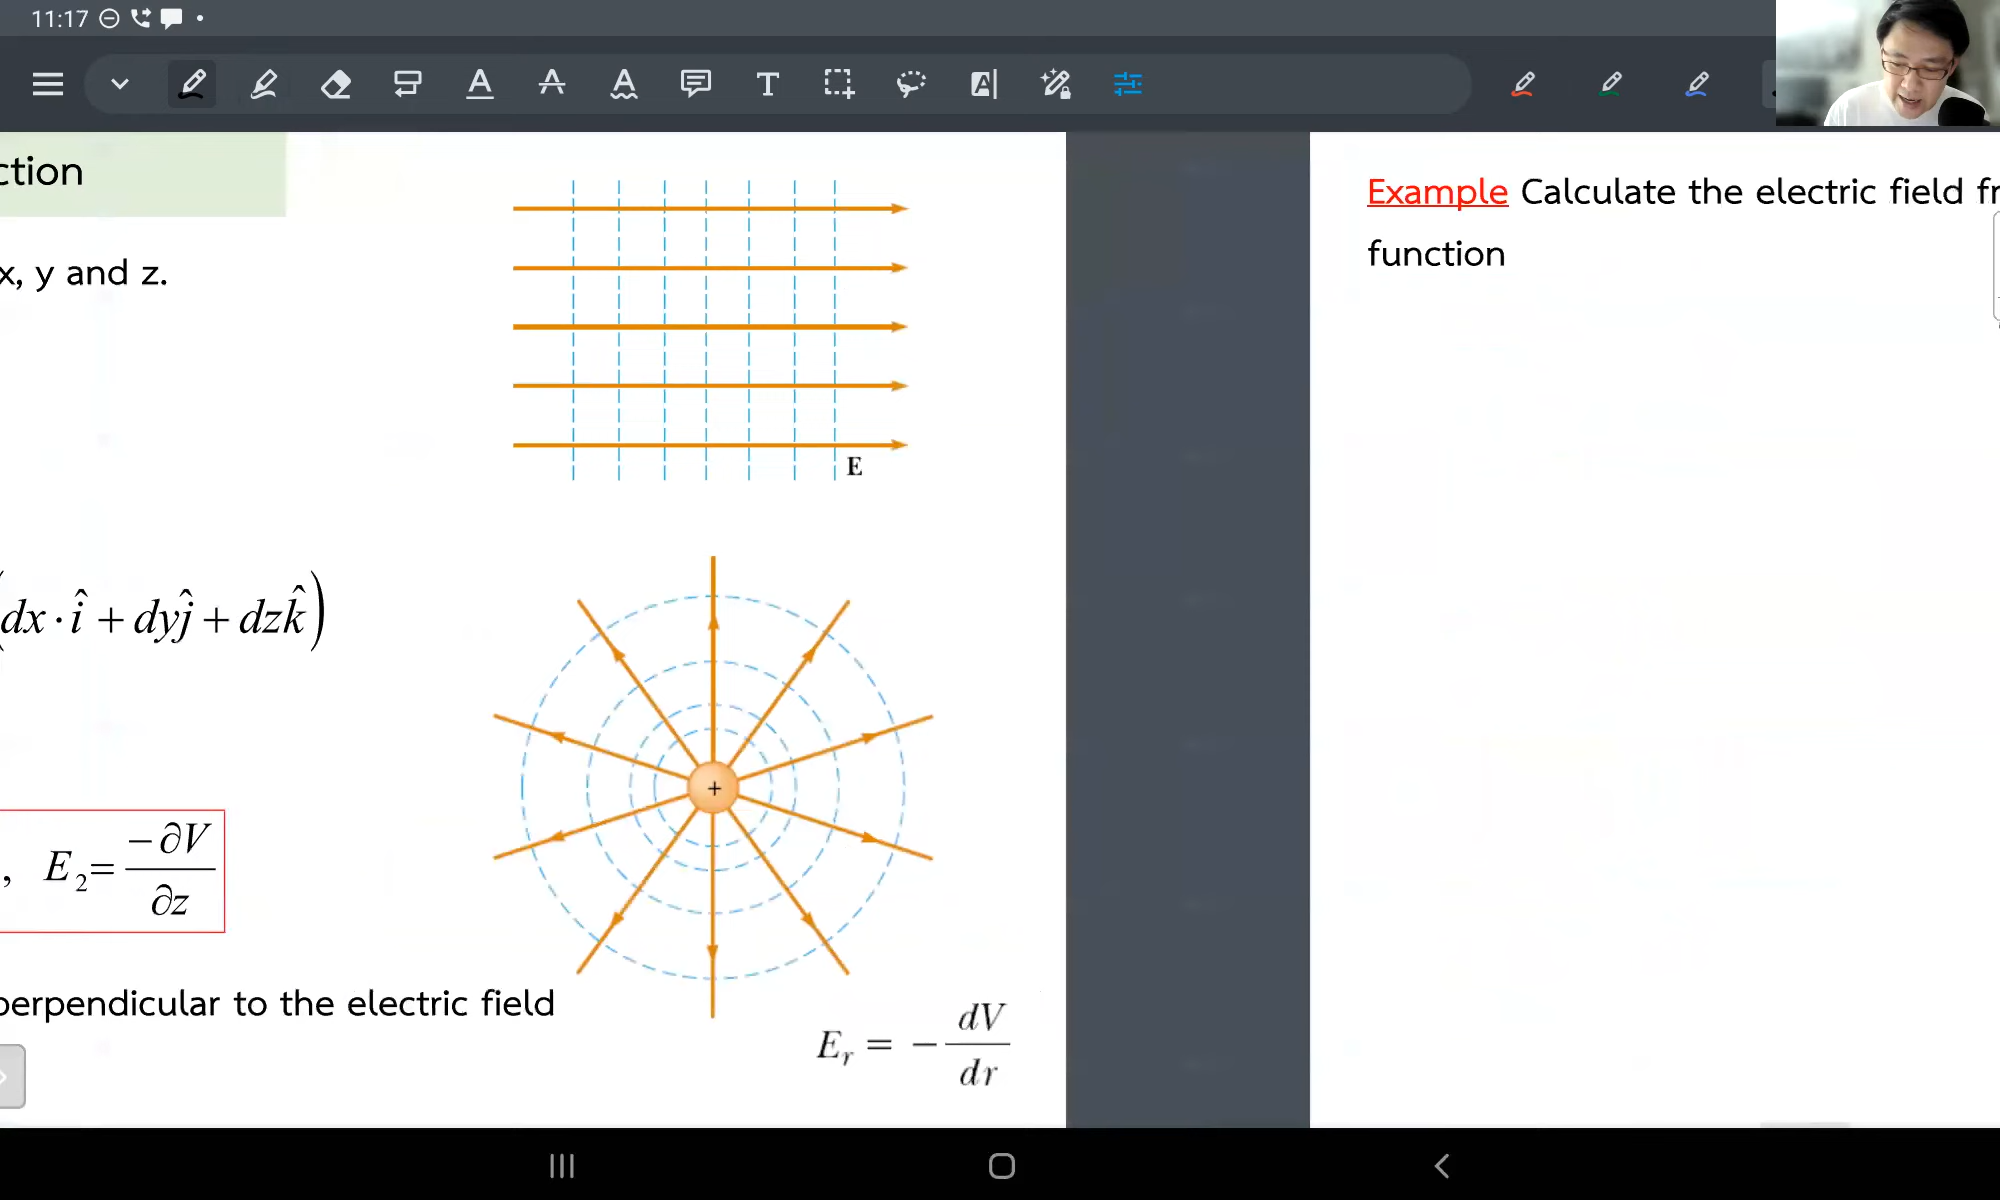 11:17
A
A
A
T
A
ction
x, y and z.
E
dx · î + dyĵ + dzk̂)
+
, E₂= −∂V/∂z
perpendicular to the electric field
Eᵣ = − dV/dr
Example Calculate the electric field fr
function